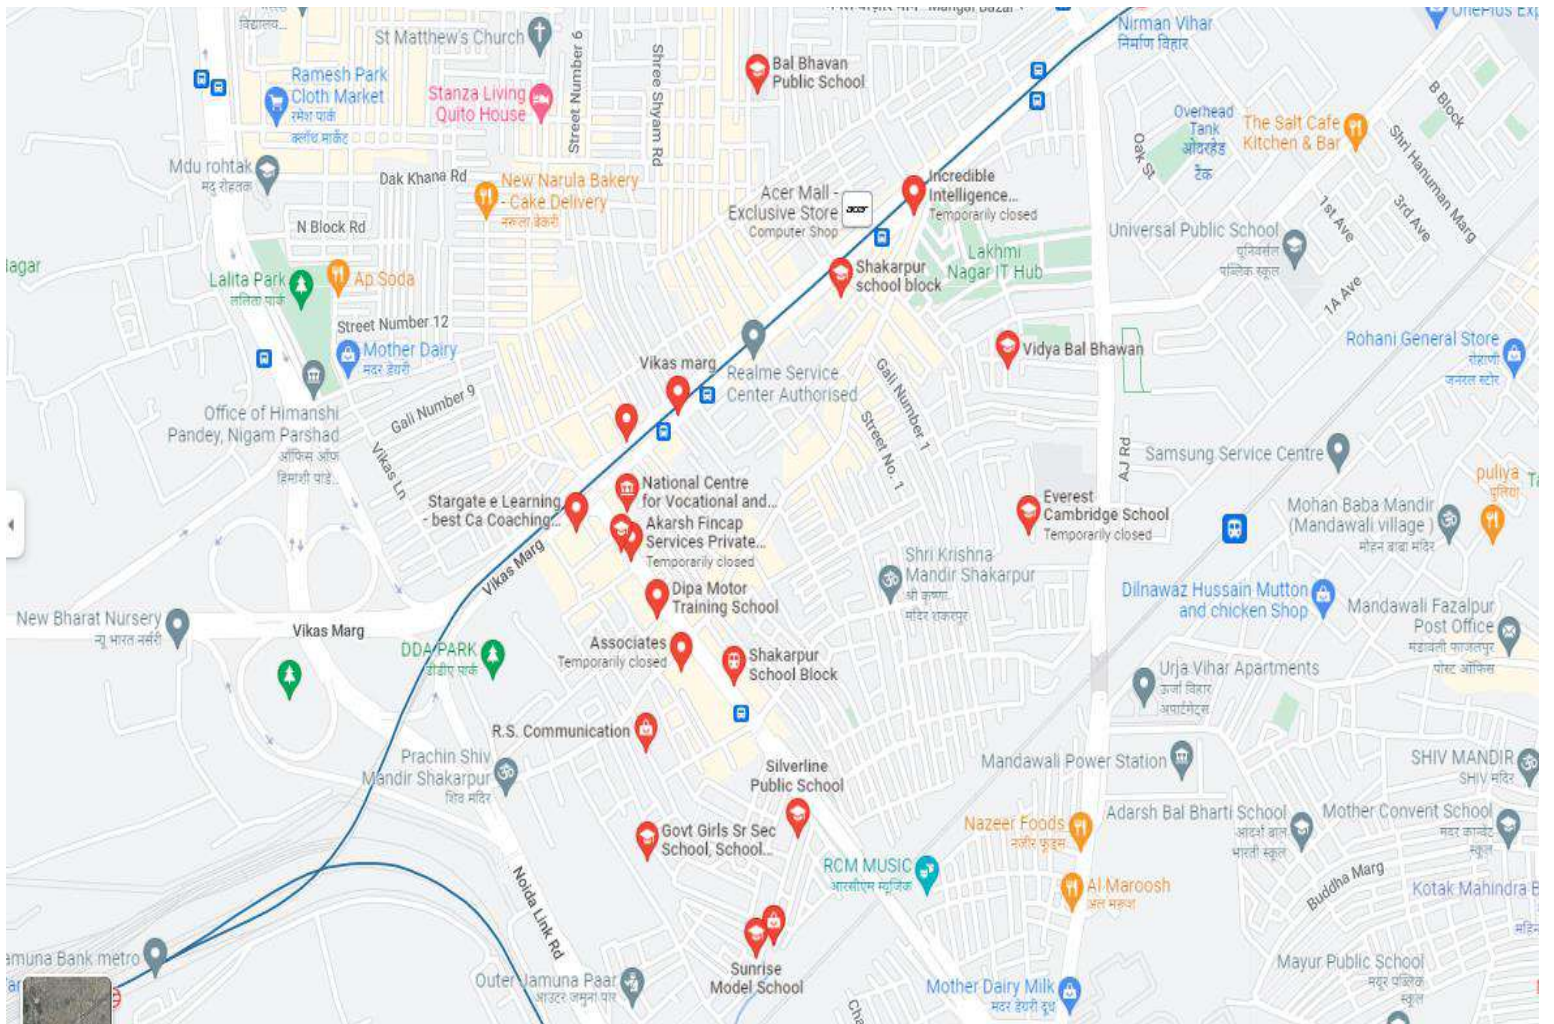 विद्यालय...
St Matthew's Church
Street Number 6
Shree Shyam Rd
Bal Bhavan
Public School
Nirman Vihar
निर्माण विहार
Ramesh Park
Cloth Market
रमेश पार्क
क्लॉथ मार्केट
Stanza Living
Quito House
Overhead
Tank
ओवरहेड
टैंक
The Salt Cafe
Kitchen & Bar
B Block
Shri Hanuman Marg
Oak St
Mdu rohtak
मदु रोहतक
Dak Khana Rd
New Narula Bakery
- Cake Delivery
नरूला बेकरी
Acer Mall -
Exclusive Store
Computer Shop
acer
Incredible
Intelligence...
Temporarily closed
1st Ave
3rd Ave
N Block Rd
Universal Public School
यूनिवर्सल
पब्लिक स्कूल
Lakhmi
Nagar IT Hub
Lalita Park
ललिता पार्क
Ap Soda
Shakarpur
school block
1A Ave
Street Number 12
Mother Dairy
मदर डेयरी
Rohani General Store
रोहाणी
जनरल स्टोर
Vidya Bal Bhawan
Vikas marg
Realme Service
Center Authorised
Gali Number 1
Street No. 1
Gali Number 9
Office of Himanshi
Pandey, Nigam Parshad
ऑफिस ऑफ
हिमांशी पांडे...
Vikas Ln
AJ Rd
Samsung Service Centre
puliya
पुलिया
National Centre
for Vocational and...
Stargate e Learning
- best Ca Coaching...
Akarsh Fincap
Services Private...
Temporarily closed
Everest
Cambridge School
Temporarily closed
Mohan Baba Mandir
(Mandawali village )
मोहन बाबा मंदिर
Vikas Marg
Shri Krishna
Mandir Shakarpur
श्री कृष्णा
मंदिर शकरपुर
Dipa Motor
Training School
Dilnawaz Hussain Mutton
and chicken Shop
Mandawali Fazalpur
Post Office
मंडावली फाजलपुर
पोस्ट ऑफिस
New Bharat Nursery
न्यू भारत नर्सरी
Vikas Marg
DDA PARK
डीडीए पार्क
Associates
Temporarily closed
Shakarpur
School Block
Urja Vihar Apartments
ऊर्जा विहार
अपार्टमेंट्स
R.S. Communication
Prachin Shiv
Mandir Shakarpur
शिव मंदिर
Mandawali Power Station
SHIV MANDIR
SHIV मंदिर
Silverline
Public School
Govt Girls Sr Sec
School, School...
Nazeer Foods
नजीर फूड्स
Adarsh Bal Bharti School
आदर्श बाल
भारती स्कूल
Mother Convent School
मदर कान्वेंट
स्कूल
RCM MUSIC
आरसीएम म्यूजिक
Al Maroosh
अल मरूश
Buddha Marg
Kotak Mahindra B
Noida Link Rd
amuna Bank metro
Sunrise
Model School
Outer Jamuna Paar
आउटर जमुना पार
Mother Dairy Milk
मदर डेयरी दूध
Mayur Public School
मयूर पब्लिक
स्कूल